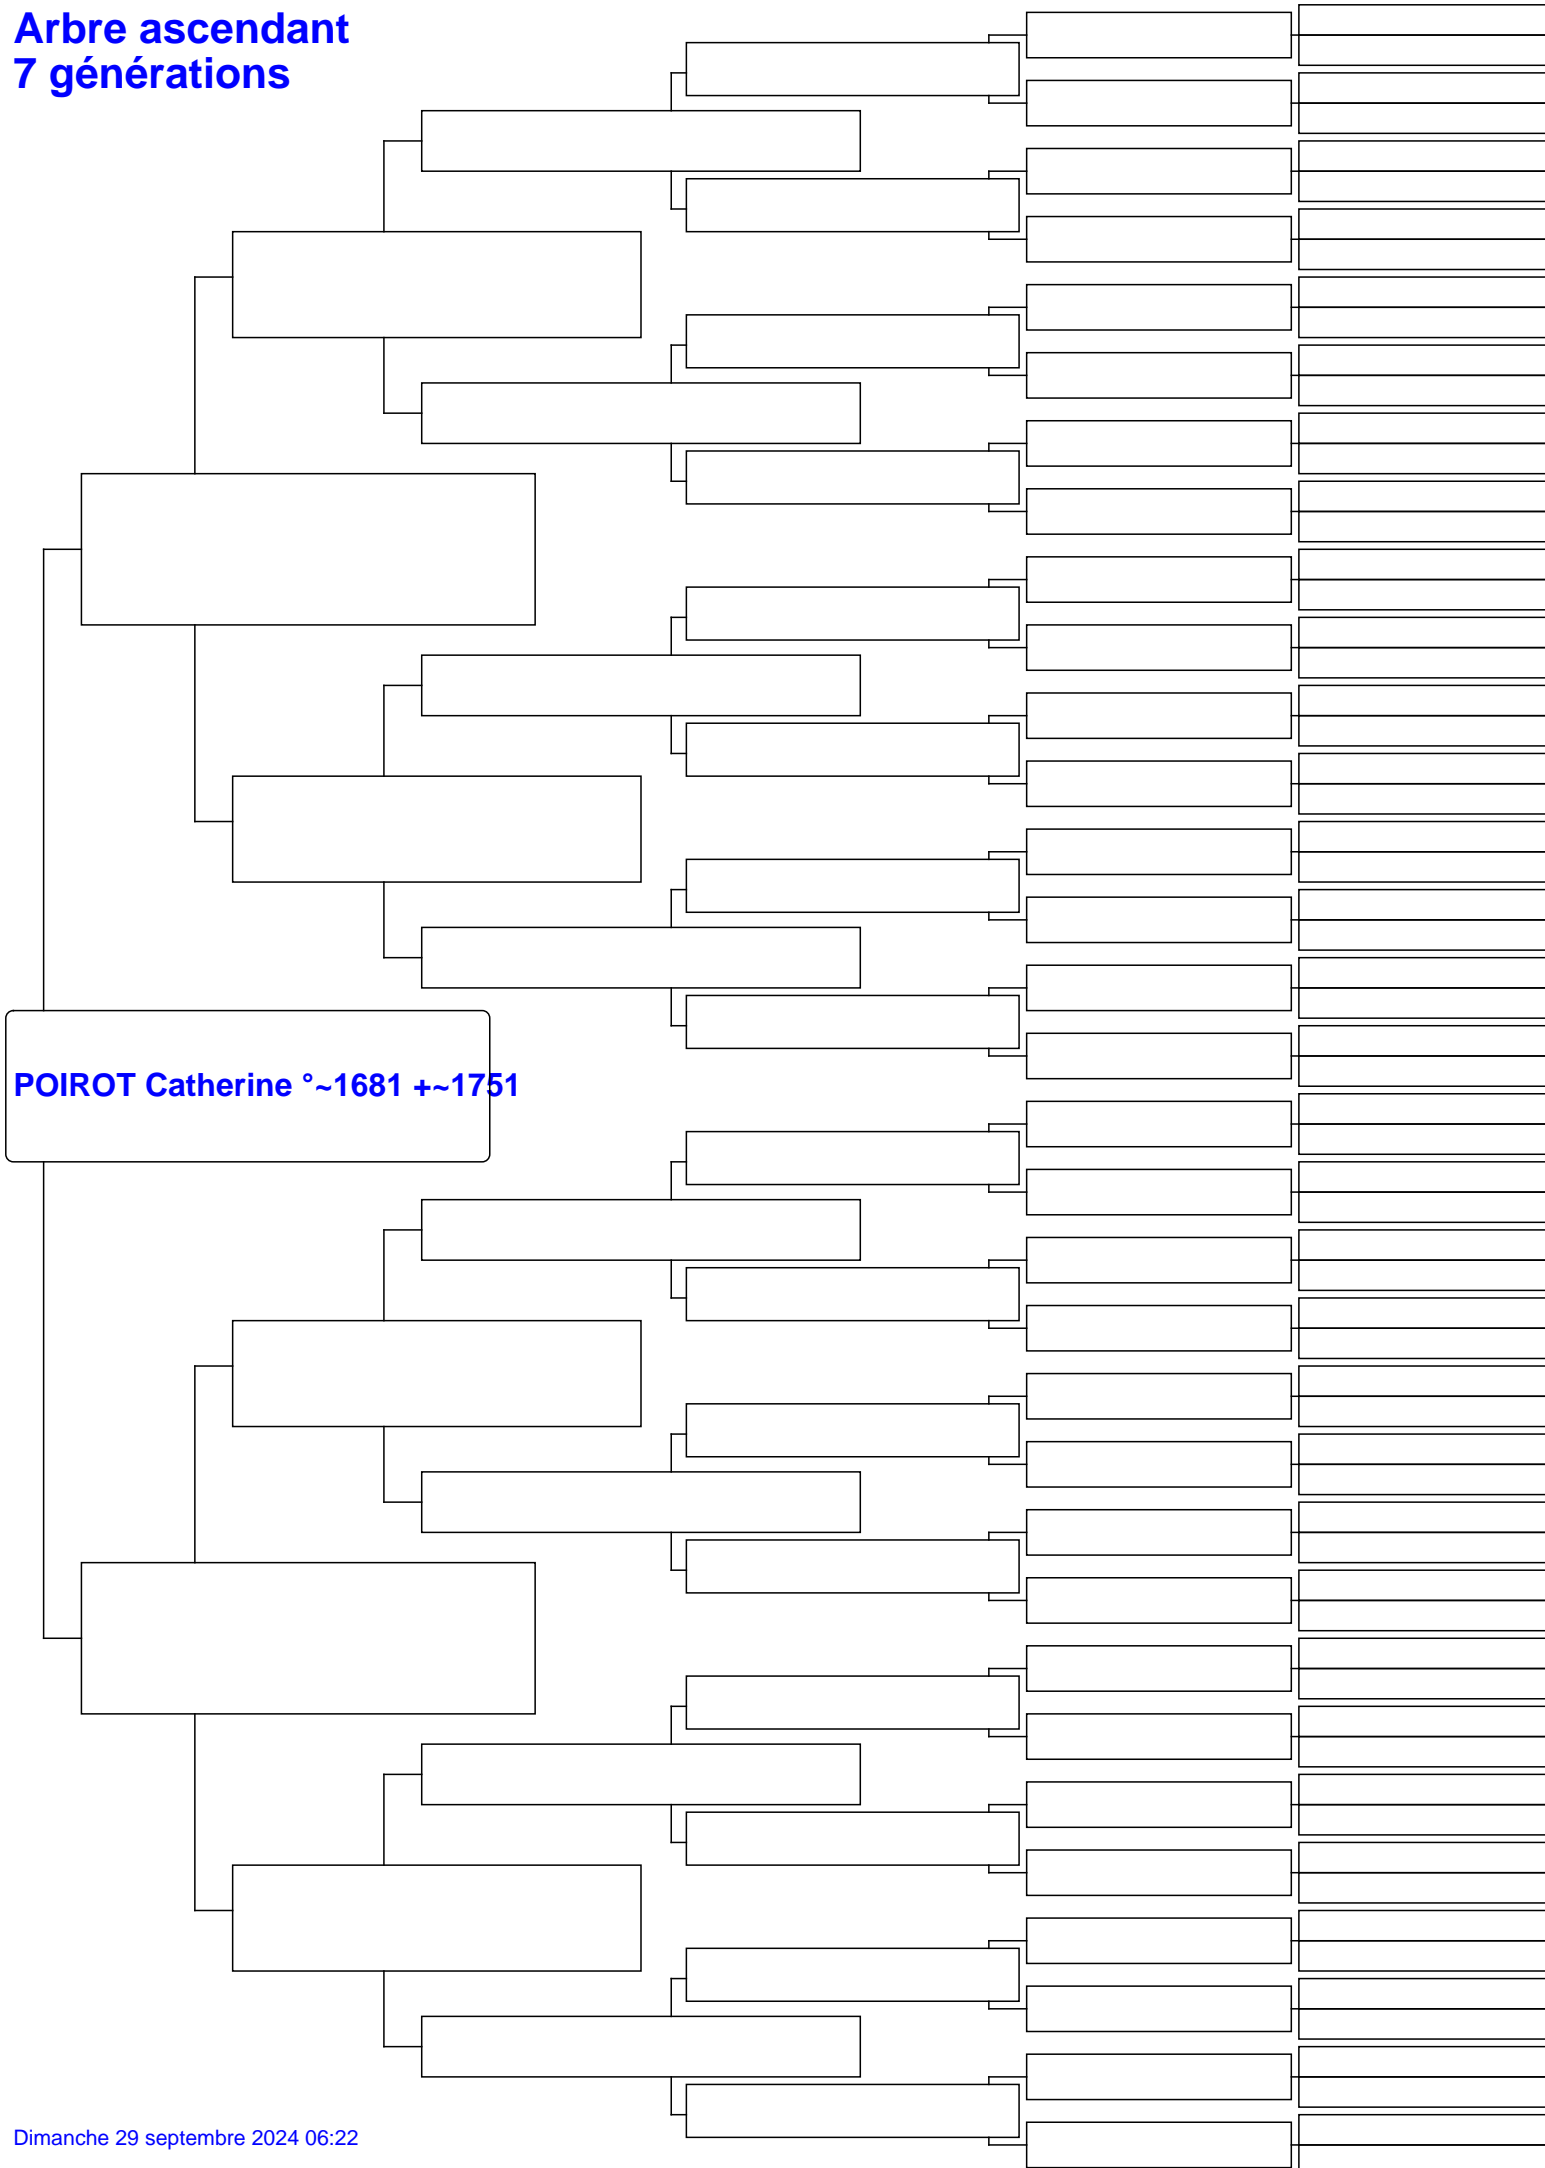 Arbre ascendant
7 générations
POIROT Catherine °~1681 +~1751
Dimanche 29 septembre 2024 06:22